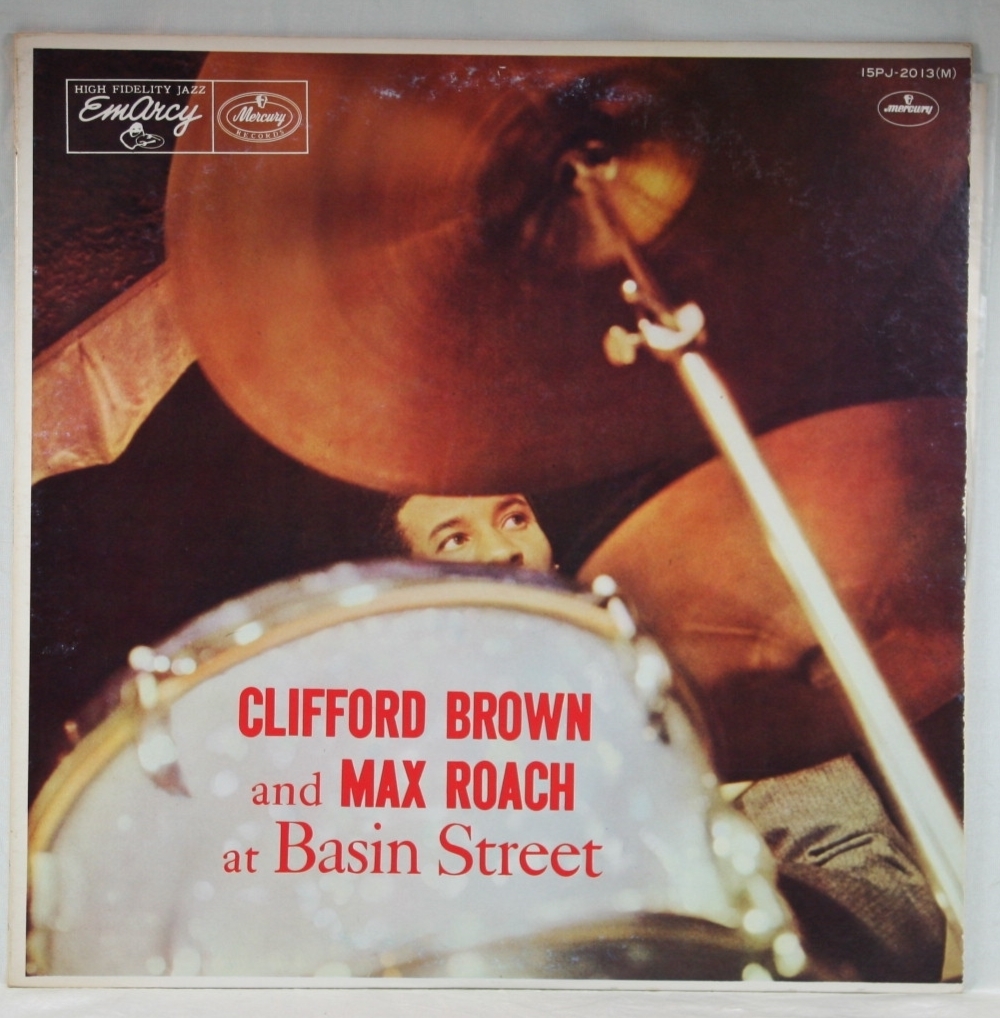 HIGH FIDELITY JAZZ
EmArcy
Mercury
RECORDS
15PJ-2013(M)
mercury
CLIFFORD BROWN
and MAX ROACH
at Basin Street